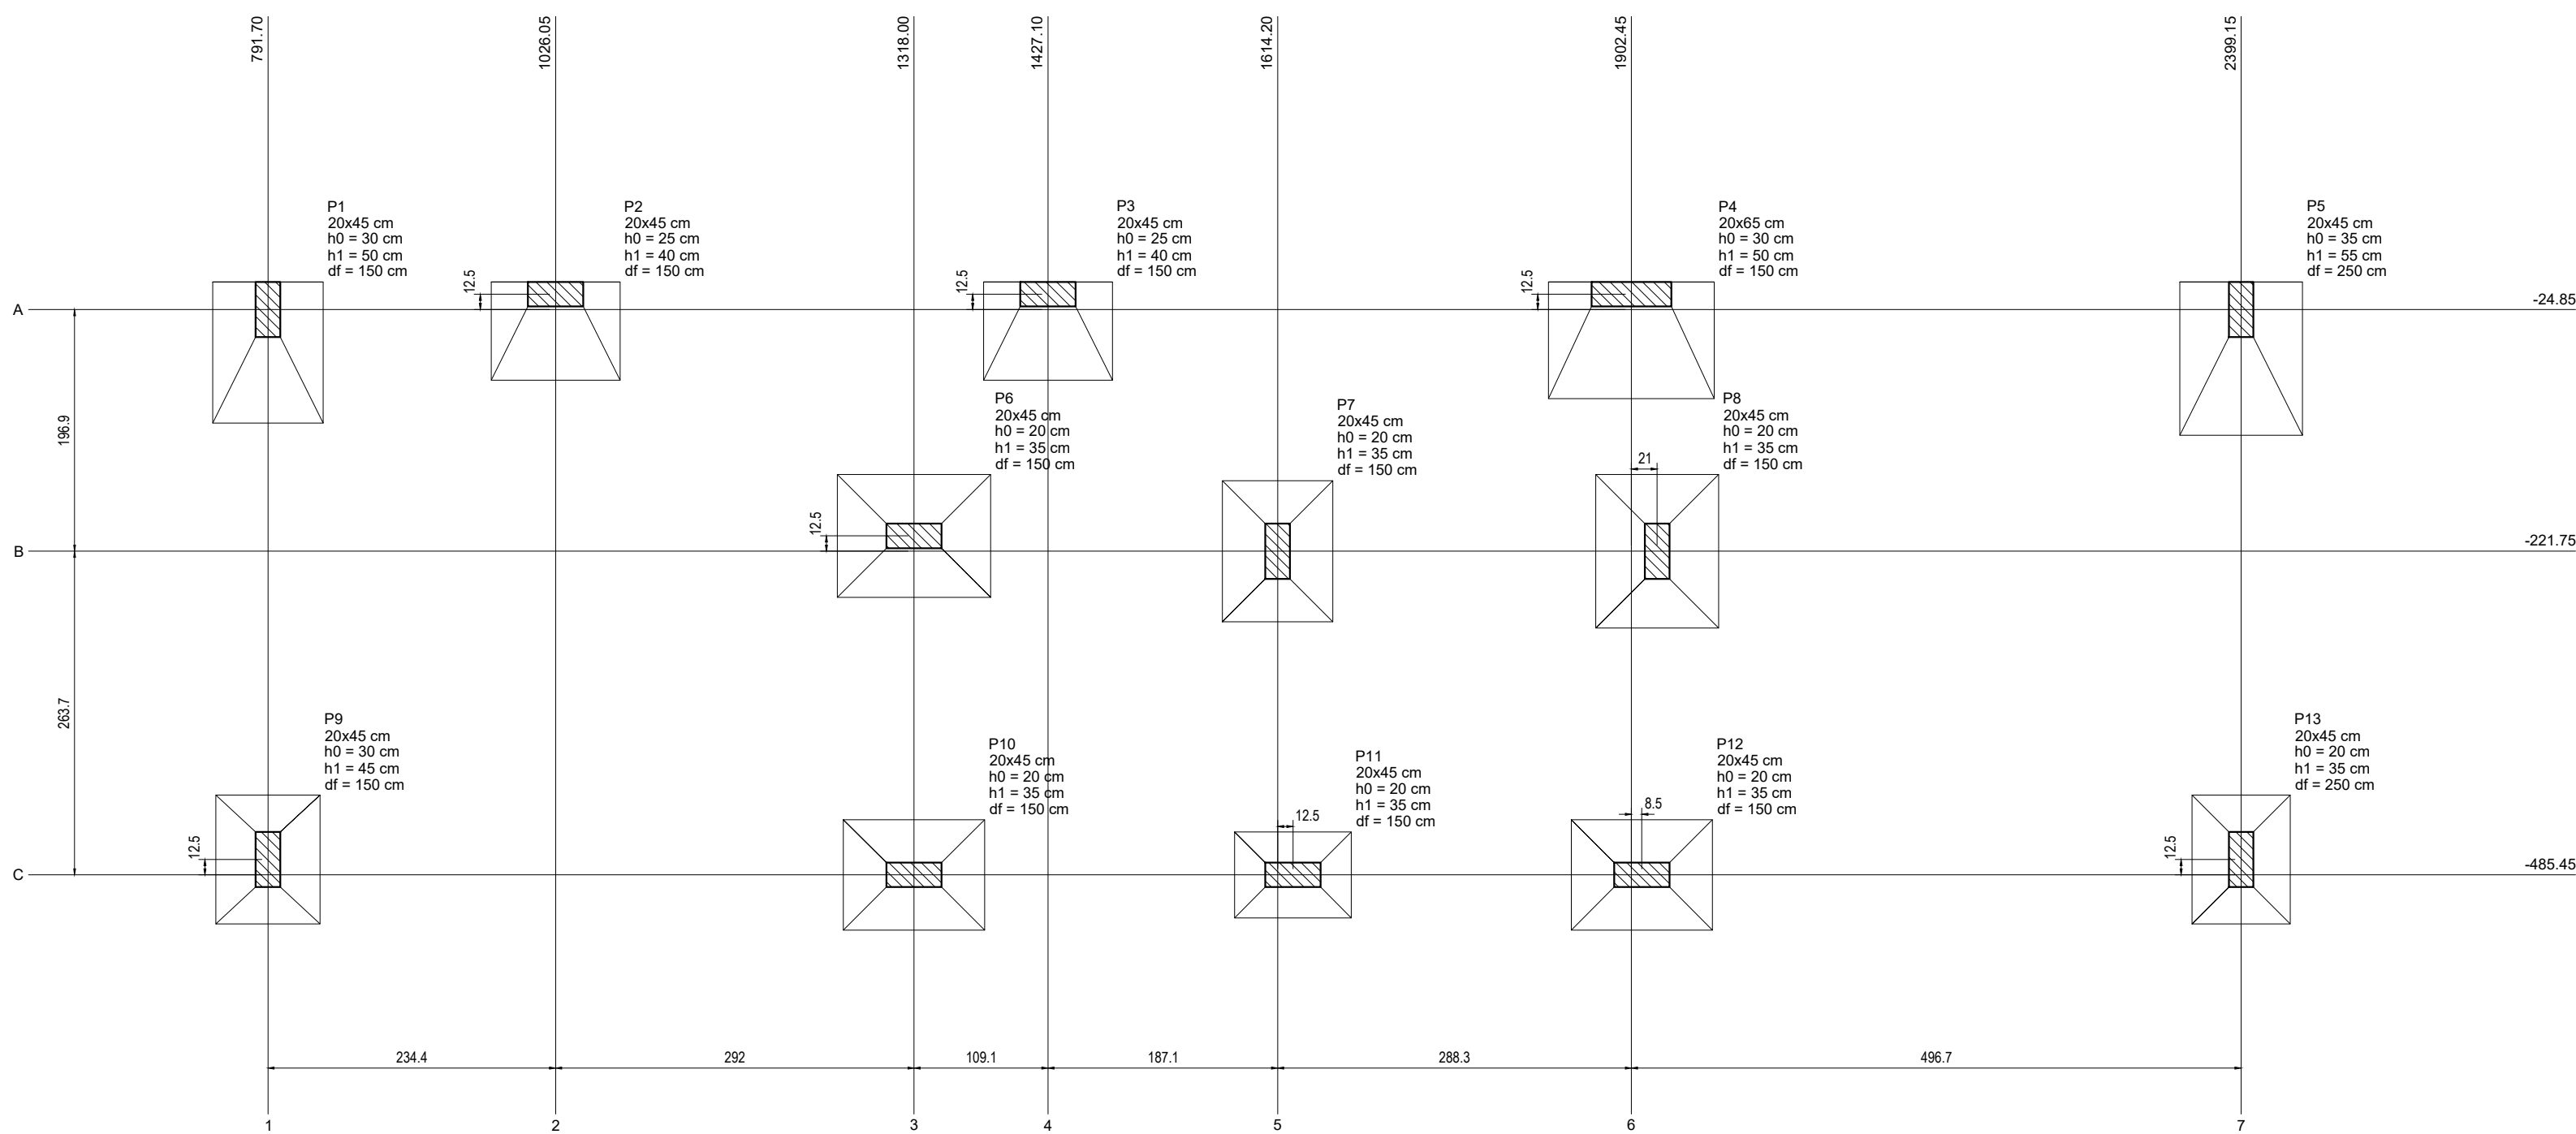 791.70
1026.05
1318.00
1427.10
1614.20
1902.45
2399.15
P1
20x45 cm
h0 = 30 cm
h1 = 50 cm
df = 150 cm
P2
20x45 cm
h0 = 25 cm
h1 = 40 cm
df = 150 cm
P3
20x45 cm
h0 = 25 cm
h1 = 40 cm
df = 150 cm
P4
20x65 cm
h0 = 30 cm
h1 = 50 cm
df = 150 cm
P5
20x45 cm
h0 = 35 cm
h1 = 55 cm
df = 250 cm
12.5
12.5
12.5
A
-24.85
196.9
P6
20x45 cm
h0 = 20 cm
h1 = 35 cm
df = 150 cm
P7
20x45 cm
h0 = 20 cm
h1 = 35 cm
df = 150 cm
P8
20x45 cm
h0 = 20 cm
h1 = 35 cm
df = 150 cm
21
12.5
B
-221.75
263.7
P9
20x45 cm
h0 = 30 cm
h1 = 45 cm
df = 150 cm
P10
20x45 cm
h0 = 20 cm
h1 = 35 cm
df = 150 cm
P11
20x45 cm
h0 = 20 cm
h1 = 35 cm
df = 150 cm
P12
20x45 cm
h0 = 20 cm
h1 = 35 cm
df = 150 cm
P13
20x45 cm
h0 = 20 cm
h1 = 35 cm
df = 250 cm
12.5
12.5
8.5
12.5
C
-485.45
234.4
292
109.1
187.1
288.3
496.7
1
2
3
4
5
6
7